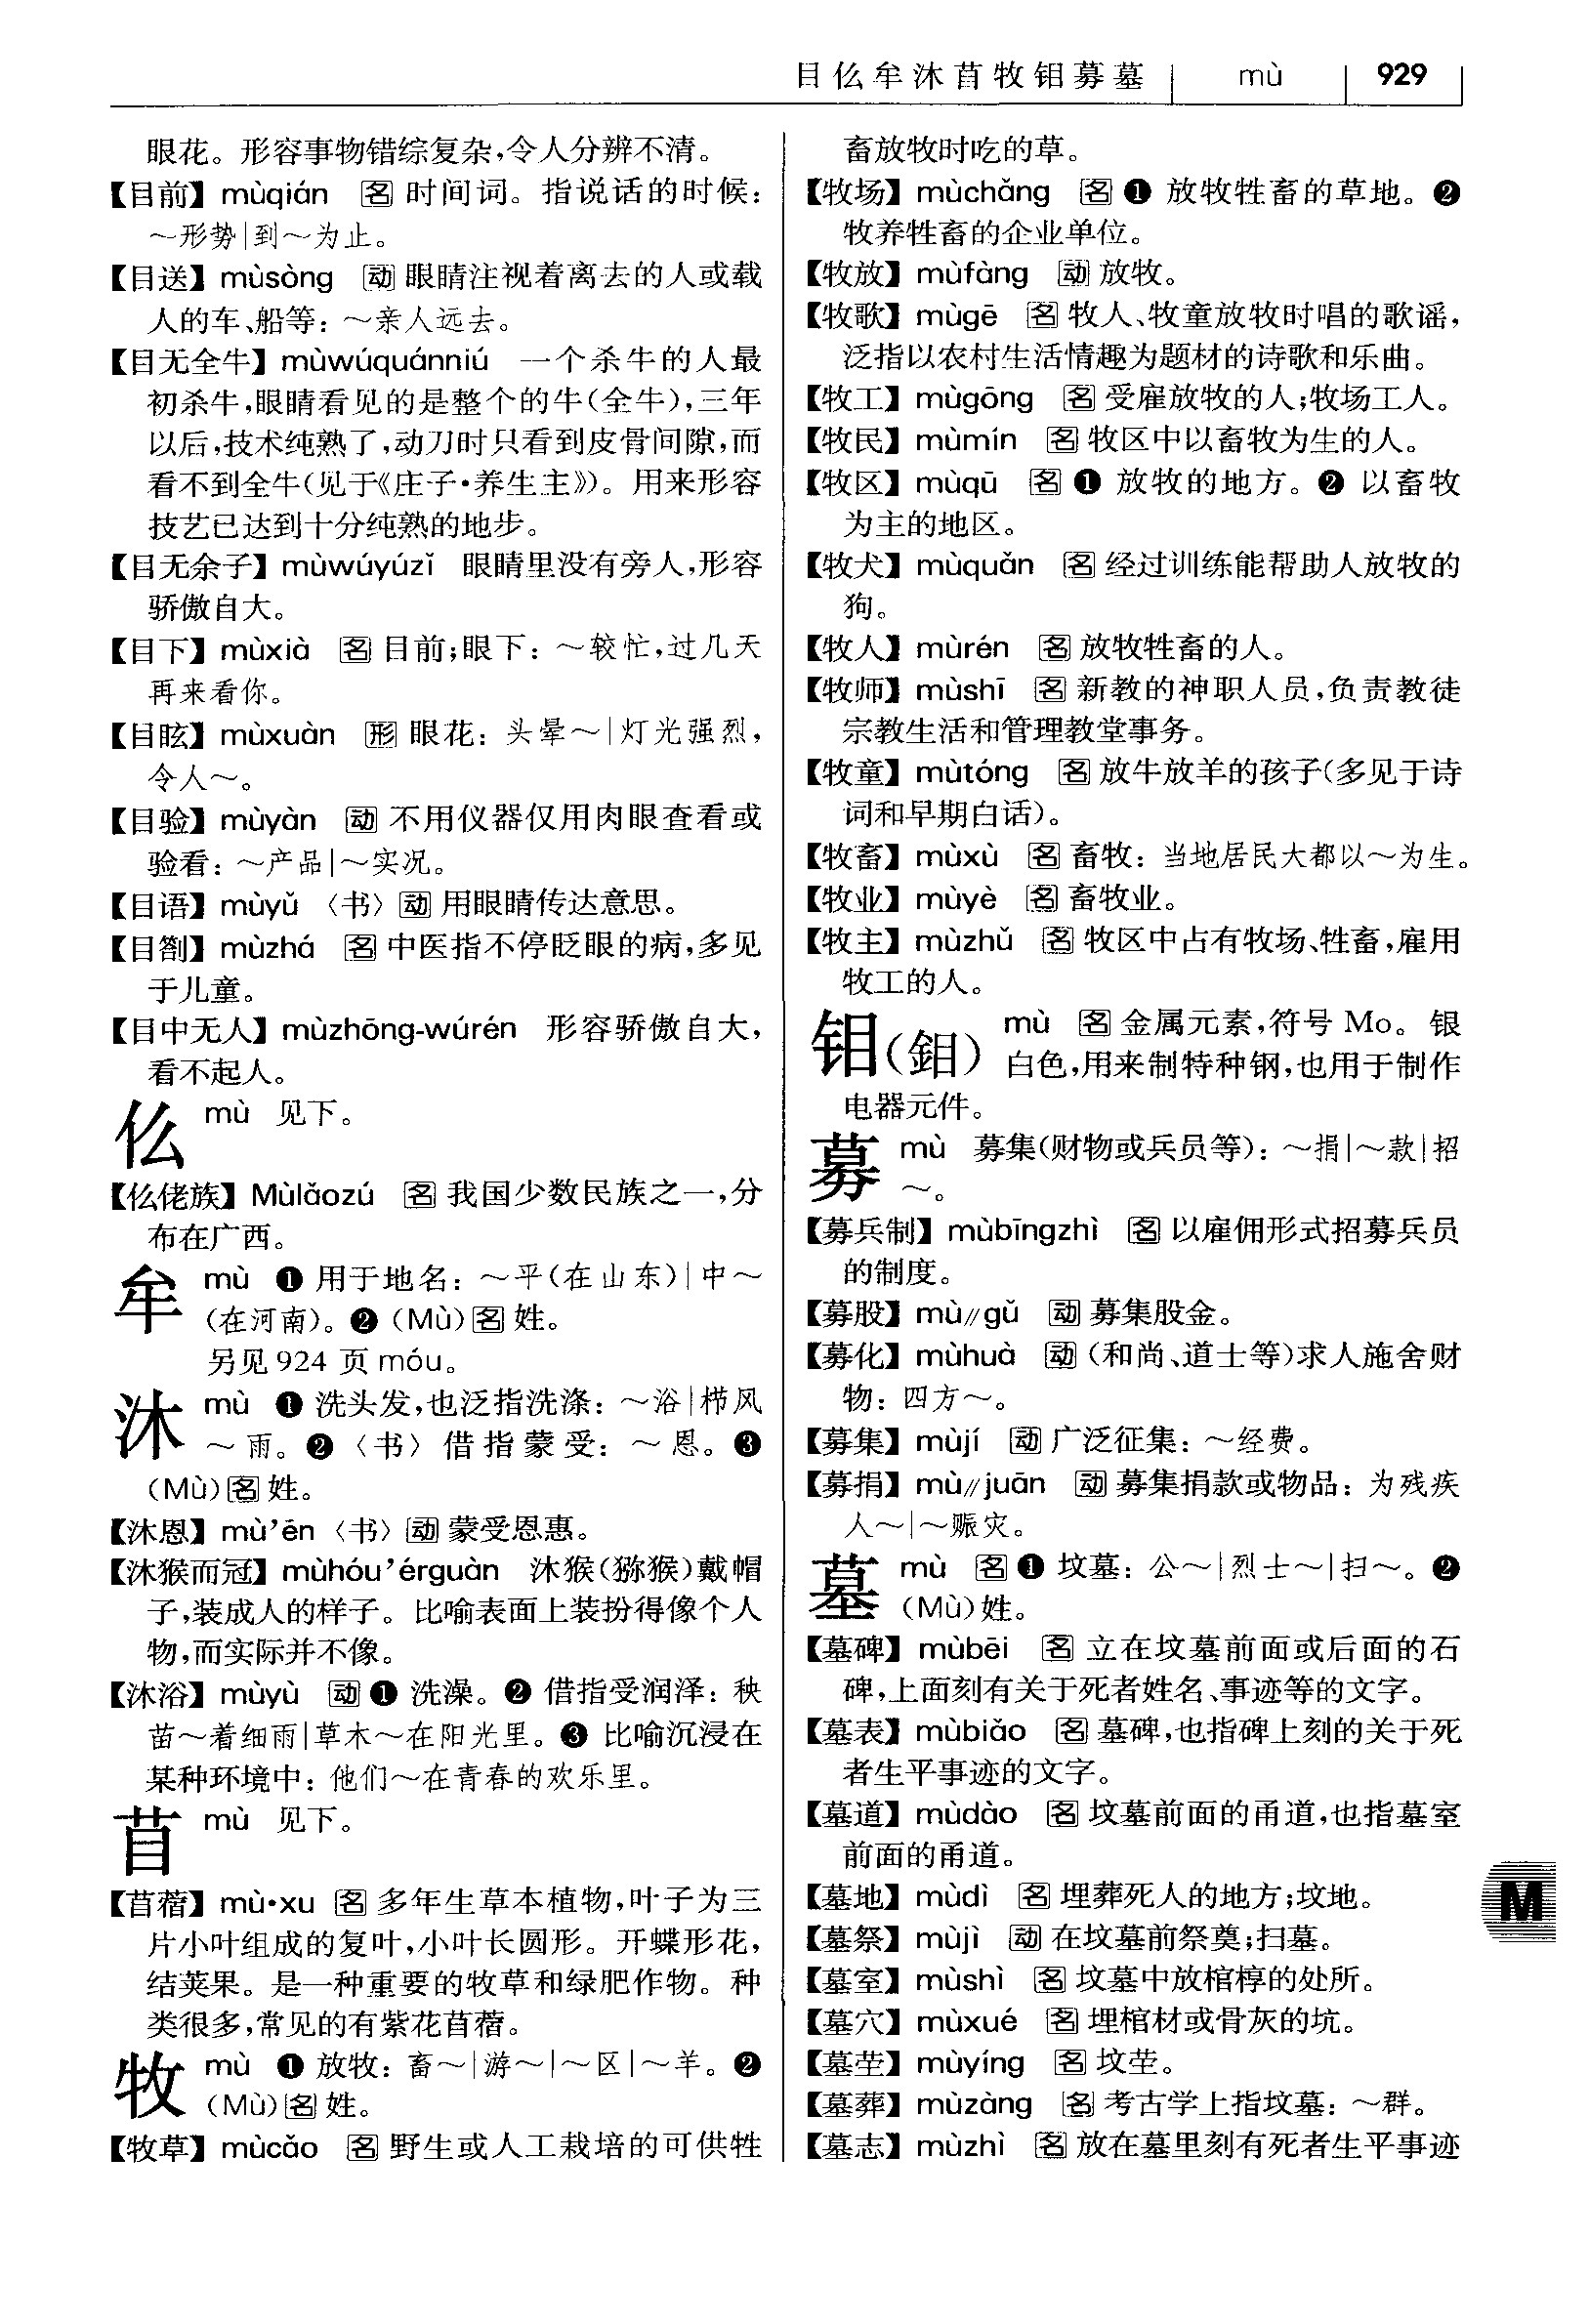 目仫牟沐苜牧钼募墓 mù 929
眼花。形容事物错综复杂,令人分辨不清。
【目前】 mùqián 名 时间词。指说话的时候:
~形势|到~为止。
【目送】 mùsòng 动 眼睛注视着离去的人或载
人的车、船等:~亲人远去。
【目无全牛】 mùwúquánniú 一个杀牛的人最
初杀牛,眼睛看见的是整个的牛(全牛),三年
以后,技术纯熟了,动刀时只看到皮骨间隙,而
看不到全牛(见于《庄子·养生主》)。用来形容
技艺已达到十分纯熟的地步。
【目无余子】 mùwúyúzǐ 眼睛里没有旁人,形容
骄傲自大。
【目下】 mùxià 名 目前;眼下:~较忙,过几天
再来看你。
【目眩】 mùxuàn 形 眼花:头晕~|灯光强烈,
令人~。
【目验】 mùyàn 动 不用仪器仅用肉眼查看或
验看:~产品|~实况。
【目语】 mùyǔ 〈书〉动 用眼睛传达意思。
【目劄】 mùzhá 名 中医指不停眨眼的病,多见
于儿童。
【目中无人】 mùzhōng-wúrén 形容骄傲自大,
看不起人。
仫 mù 见下。
【仫佬族】 Mùlǎozú 名 我国少数民族之一,分
布在广西。
牟 mù ❶ 用于地名:~平(在山东)|中~
(在河南)。❷ (Mù)名 姓。
另见 924 页 móu。
沐 mù ❶ 洗头发,也泛指洗涤:~浴|栉风
~雨。❷〈书〉借指蒙受:~恩。❸
(Mù)名 姓。
【沐恩】 mù’ēn〈书〉动 蒙受恩惠。
【沐猴而冠】 mùhóu’érguàn 沐猴(猕猴)戴帽
子,装成人的样子。比喻表面上装扮得像个人
物,而实际并不像。
【沐浴】 mùyù 动 ❶ 洗澡。❷ 借指受润泽:秧
苗~着细雨|草木~在阳光里。❸ 比喻沉浸在
某种环境中:他们~在青春的欢乐里。
苜 mù 见下。
【苜蓿】 mù·xu 名 多年生草本植物,叶子为三
片小叶组成的复叶,小叶长圆形。开蝶形花,
结荚果。是一种重要的牧草和绿肥作物。种
类很多,常见的有紫花苜蓿。
牧 mù ❶ 放牧:畜~|游~|~区|~羊。❷
(Mù)名 姓。
【牧草】 mùcǎo 名 野生或人工栽培的可供牲
畜放牧时吃的草。
【牧场】 mùchǎng 名 ❶ 放牧牲畜的草地。❷
牧养牲畜的企业单位。
【牧放】 mùfàng 动 放牧。
【牧歌】 mùgē 名 牧人、牧童放牧时唱的歌谣,
泛指以农村生活情趣为题材的诗歌和乐曲。
【牧工】 mùgōng 名 受雇放牧的人;牧场工人。
【牧民】 mùmín 名 牧区中以畜牧为生的人。
【牧区】 mùqū 名 ❶ 放牧的地方。❷ 以畜牧
为主的地区。
【牧犬】 mùquǎn 名 经过训练能帮助人放牧的
狗。
【牧人】 mùrén 名 放牧牲畜的人。
【牧师】 mùshī 名 新教的神职人员,负责教徒
宗教生活和管理教堂事务。
【牧童】 mùtóng 名 放牛放羊的孩子(多见于诗
词和早期白话)。
【牧畜】 mùxù 名 畜牧:当地居民大都以~为生。
【牧业】 mùyè 名 畜牧业。
【牧主】 mùzhǔ 名 牧区中占有牧场、牲畜,雇用
牧工的人。
钼(鉬) mù 名 金属元素,符号 Mo。银
白色,用来制特种钢,也用于制作
电器元件。
募 mù 募集(财物或兵员等):~捐|~款|招
~。
【募兵制】 mùbīngzhì 名 以雇佣形式招募兵员
的制度。
【募股】 mù//gǔ 动 募集股金。
【募化】 mùhuà 动 (和尚、道士等)求人施舍财
物:四方~。
【募集】 mùjí 动 广泛征集:~经费。
【募捐】 mù//juān 动 募集捐款或物品:为残疾
人~|~赈灾。
墓 mù 名 ❶ 坟墓:公~|烈士~|扫~。❷
(Mù)姓。
【墓碑】 mùbēi 名 立在坟墓前面或后面的石
碑,上面刻有关于死者姓名、事迹等的文字。
【墓表】 mùbiǎo 名 墓碑,也指碑上刻的关于死
者生平事迹的文字。
【墓道】 mùdào 名 坟墓前面的甬道,也指墓室
前面的甬道。
【墓地】 mùdì 名 埋葬死人的地方;坟地。
【墓祭】 mùjì 动 在坟墓前祭奠;扫墓。
【墓室】 mùshì 名 坟墓中放棺椁的处所。
【墓穴】 mùxué 名 埋棺材或骨灰的坑。
【墓茔】 mùyíng 名 坟茔。
【墓葬】 mùzàng 名 考古学上指坟墓:~群。
【墓志】 mùzhì 名 放在墓里刻有死者生平事迹
M